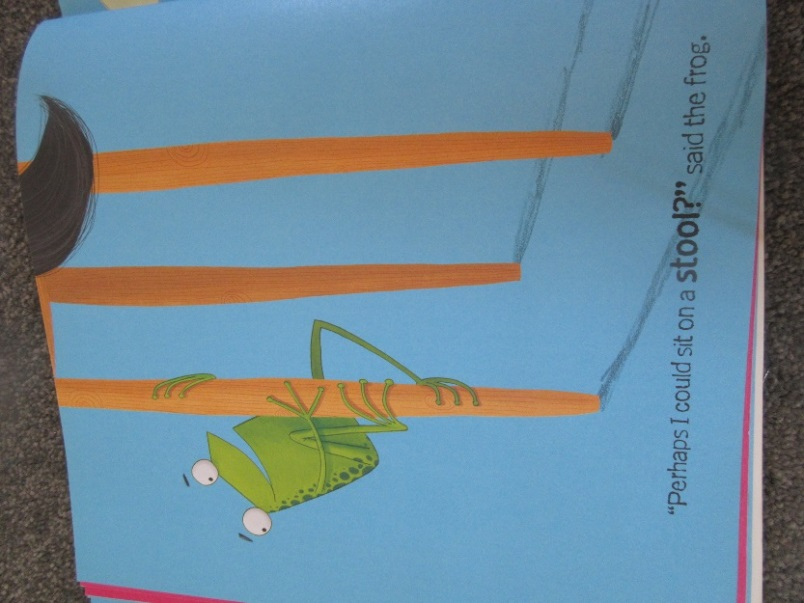 “Perhaps I could sit on a stool?” said the frog.